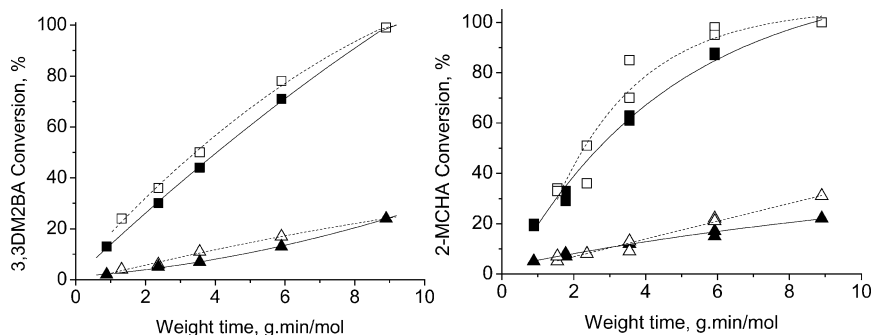 100
80
60
40
20
0
3,3DM2BA Conversion, %
0 2 4 6 8 10
Weight time, g.min/mol
100
80
60
40
20
0
2-MCHA Conversion, %
0 2 4 6 8 10
Weight time, g.min/mol